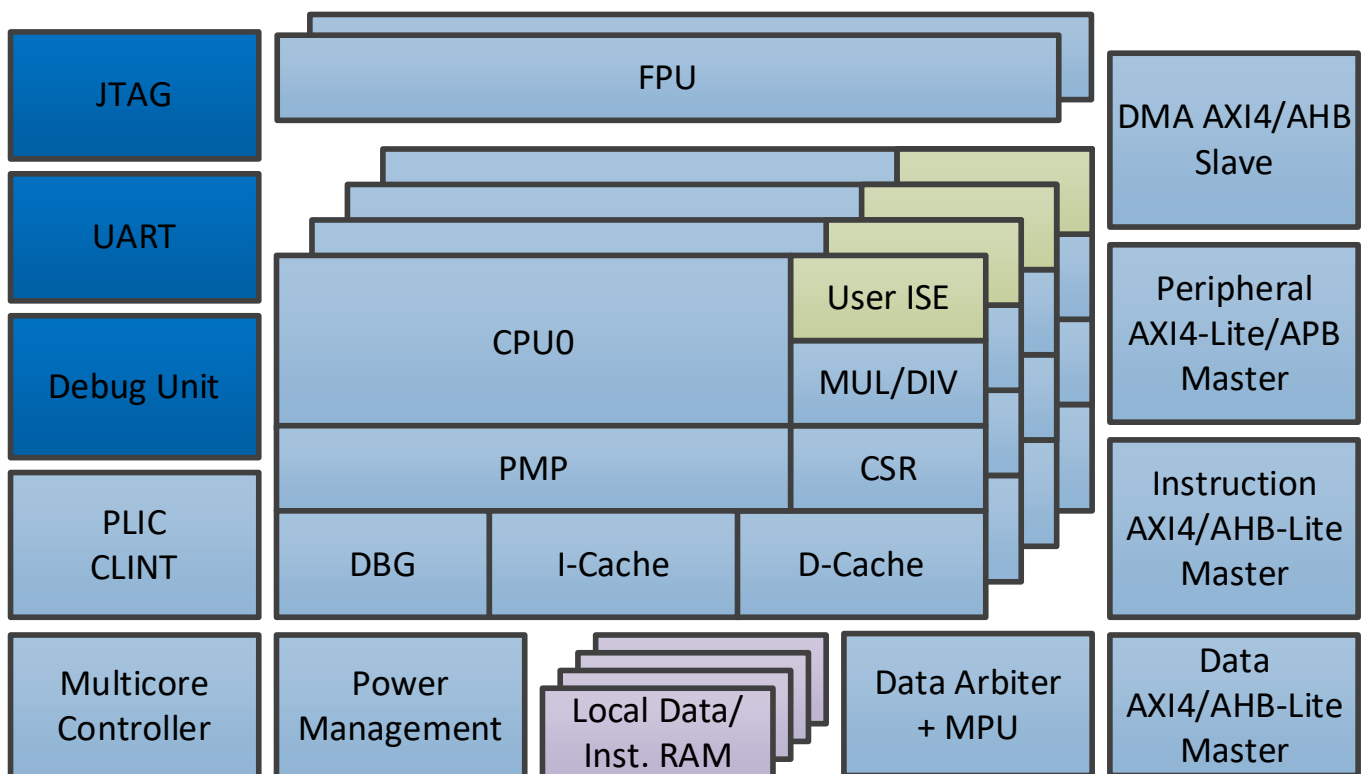 JTAG
UART
Debug Unit
PLIC
CLINT
Multicore
Controller
FPU
CPU0
User ISE
MUL/DIV
PMP
CSR
DBG
I-Cache
D-Cache
Power
Management
Local Data/
Inst. RAM
Data Arbiter
+ MPU
DMA AXI4/AHB
Slave
Peripheral
AXI4-Lite/APB
Master
Instruction
AXI4/AHB-Lite
Master
Data
AXI4/AHB-Lite
Master